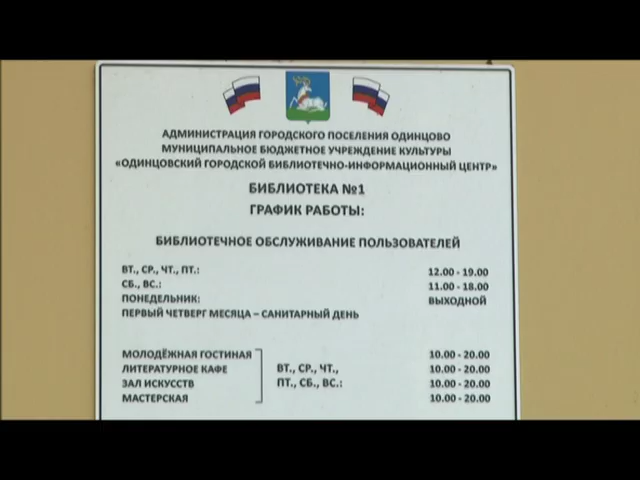 АДМИНИСТРАЦИЯ ГОРОДСКОГО ПОСЕЛЕНИЯ ОДИНЦОВО
МУНИЦИПАЛЬНОЕ БЮДЖЕТНОЕ УЧРЕЖДЕНИЕ КУЛЬТУРЫ
«ОДИНЦОВСКИЙ ГОРОДСКОЙ БИБЛИОТЕЧНО-ИНФОРМАЦИОННЫЙ ЦЕНТР»
БИБЛИОТЕКА №1
ГРАФИК РАБОТЫ:
БИБЛИОТЕЧНОЕ ОБСЛУЖИВАНИЕ ПОЛЬЗОВАТЕЛЕЙ
ВТ., СР., ЧТ., ПТ.: 12.00 - 19.00
СБ., ВС.: 11.00 - 18.00
ПОНЕДЕЛЬНИК: ВЫХОДНОЙ
ПЕРВЫЙ ЧЕТВЕРГ МЕСЯЦА – САНИТАРНЫЙ ДЕНЬ
МОЛОДЁЖНАЯ ГОСТИНАЯ 10.00 - 20.00
ЛИТЕРАТУРНОЕ КАФЕ ВТ., СР., ЧТ., 10.00 - 20.00
ЗАЛ ИСКУССТВ ПТ., СБ., ВС.: 10.00 - 20.00
МАСТЕРСКАЯ 10.00 - 20.00